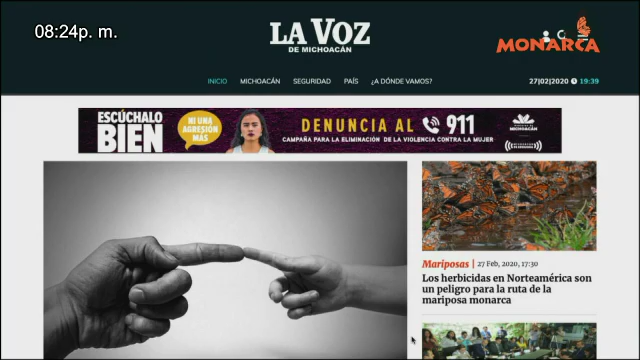 08:24p. m.
LA VOZ
DE MICHOACÁN
MONARCA
INICIO MICHOACÁN SEGURIDAD PAÍS ¿A DÓNDE VAMOS?
27|02|2020 19:39
ESCÚCHALO
BIEN
NI UNA
AGRESIÓN
MÁS
DENUNCIA AL 911
CAMPAÑA PARA LA ELIMINACIÓN DE LA VIOLENCIA CONTRA LA MUJER
MICHOACÁN
Mariposas | 27 Feb, 2020, 17:30
Los herbicidas en Norteamérica son
un peligro para la ruta de la
mariposa monarca